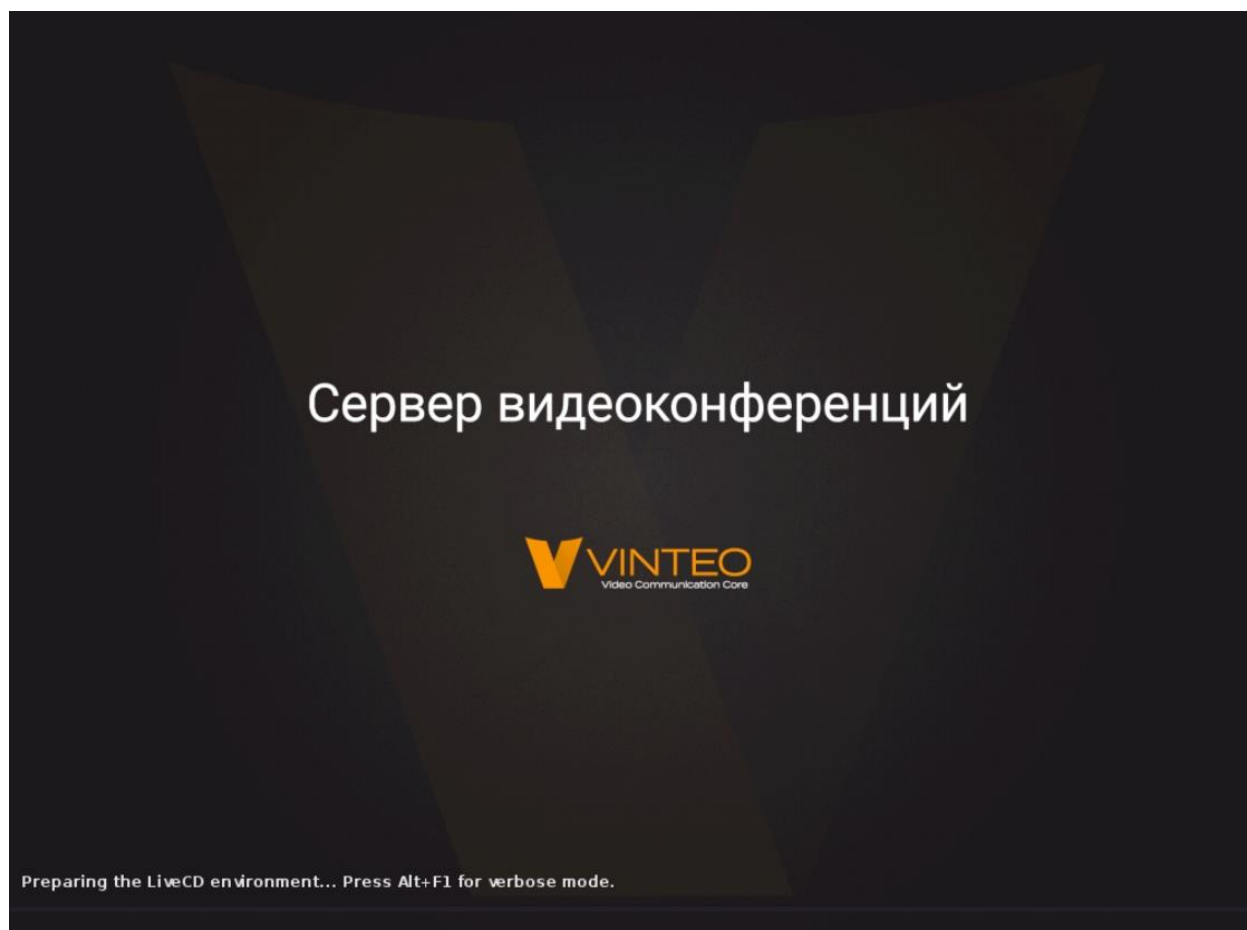 Сервер видеоконференций
VINTEO
Video Communication Core
Preparing the LiveCD environment... Press Alt+F1 for verbose mode.